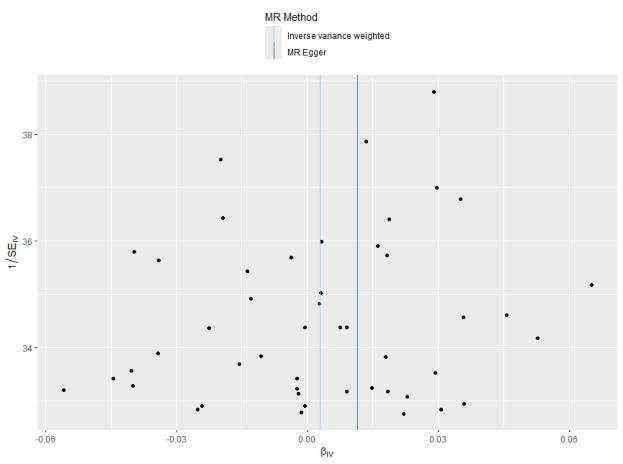 MR Method
Inverse variance weighted
MR Egger
38
36
34
1/SE_IV
-0.06 -0.03 0.00 0.03 0.06
β_IV